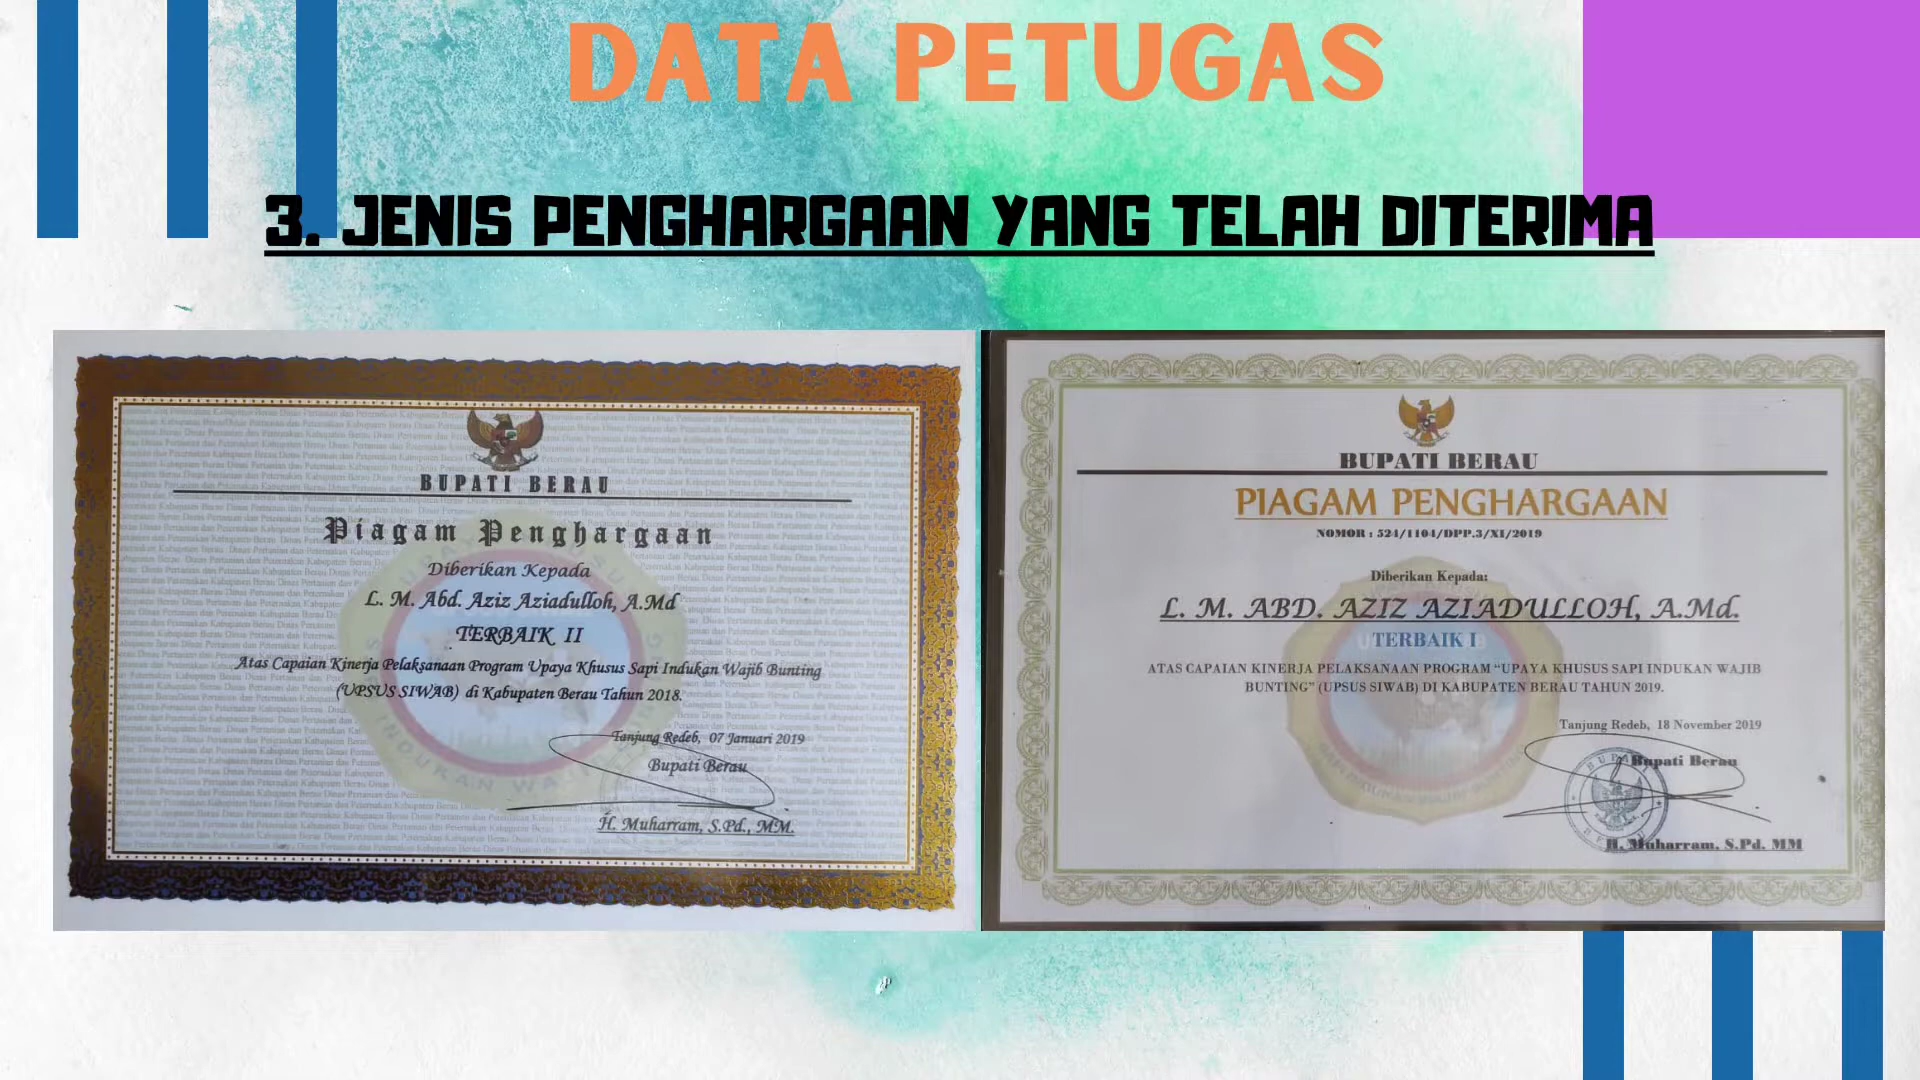 DATA PETUGAS
3. JENIS PENGHARGAAN YANG TELAH DITERIMA
BUPATI BERAU
Piagam Penghargaan
Diberikan Kepada
L. M. Abd. Aziz Aziadulloh, A.Md
TERBAIK II
Atas Capaian Kinerja Pelaksanaan Program Upaya Khusus Sapi Indukan Wajib Bunting
(UPSUS SIWAB) di Kabupaten Berau Tahun 2018.
Tanjung Redeb, 07 Januari 2019
Bupati Berau
H. Muharram, S.Pd., MM.
BUPATI BERAU
PIAGAM PENGHARGAAN
NOMOR : 524/1104/DPP.3/XI/2019
Diberikan Kepada:
L. M. ABD. AZIZ AZIADULLOH, A.Md.
TERBAIK I
ATAS CAPAIAN KINERJA PELAKSANAAN PROGRAM “UPAYA KHUSUS SAPI INDUKAN WAJIB
BUNTING” (UPSUS SIWAB) DI KABUPATEN BERAU TAHUN 2019.
Tanjung Redeb, 18 November 2019
Bupati Berau
H. Muharram, S.Pd. MM